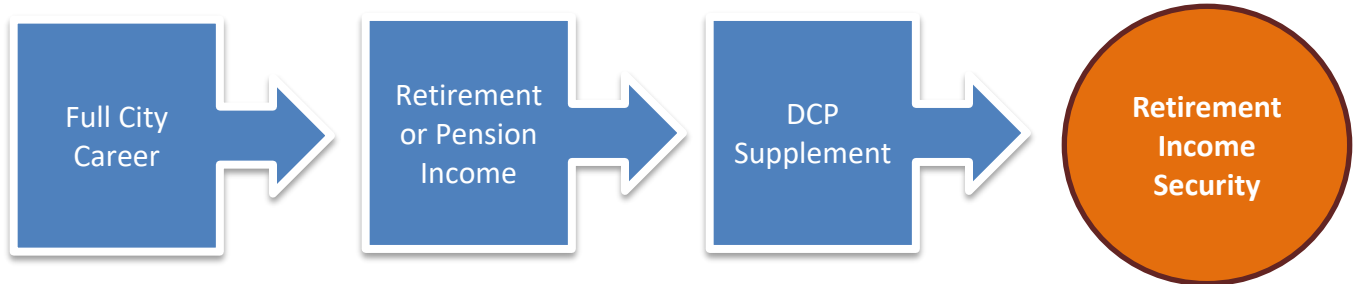 Full City
Career
Retirement
or Pension
Income
DCP
Supplement
Retirement
Income
Security